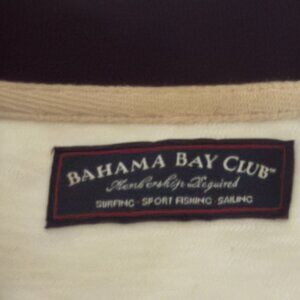 BAHAMA BAY CLUB™
Membership Required
SURFING · SPORT FISHING · SAILING